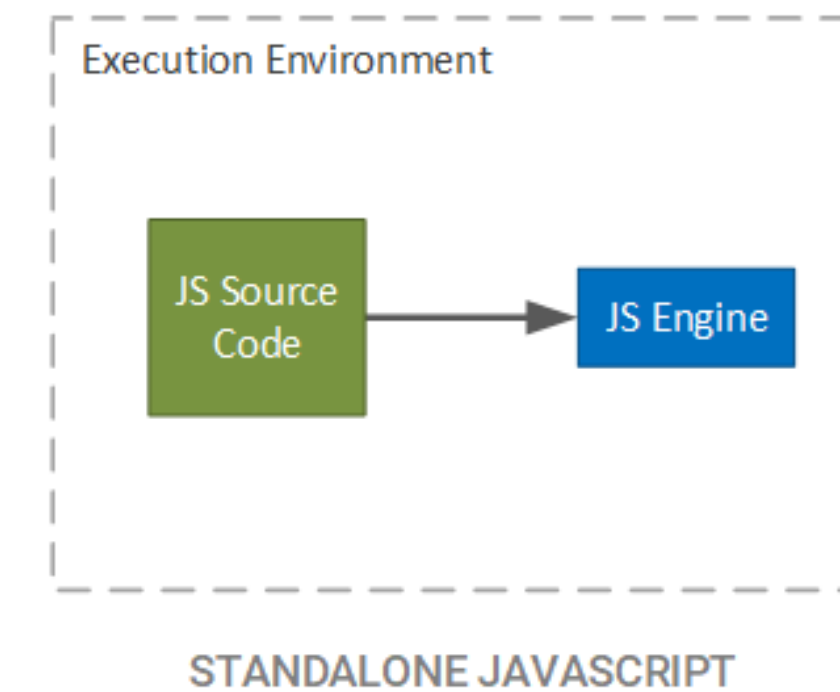 Execution Environment
JS Source
Code
JS Engine
STANDALONE JAVASCRIPT